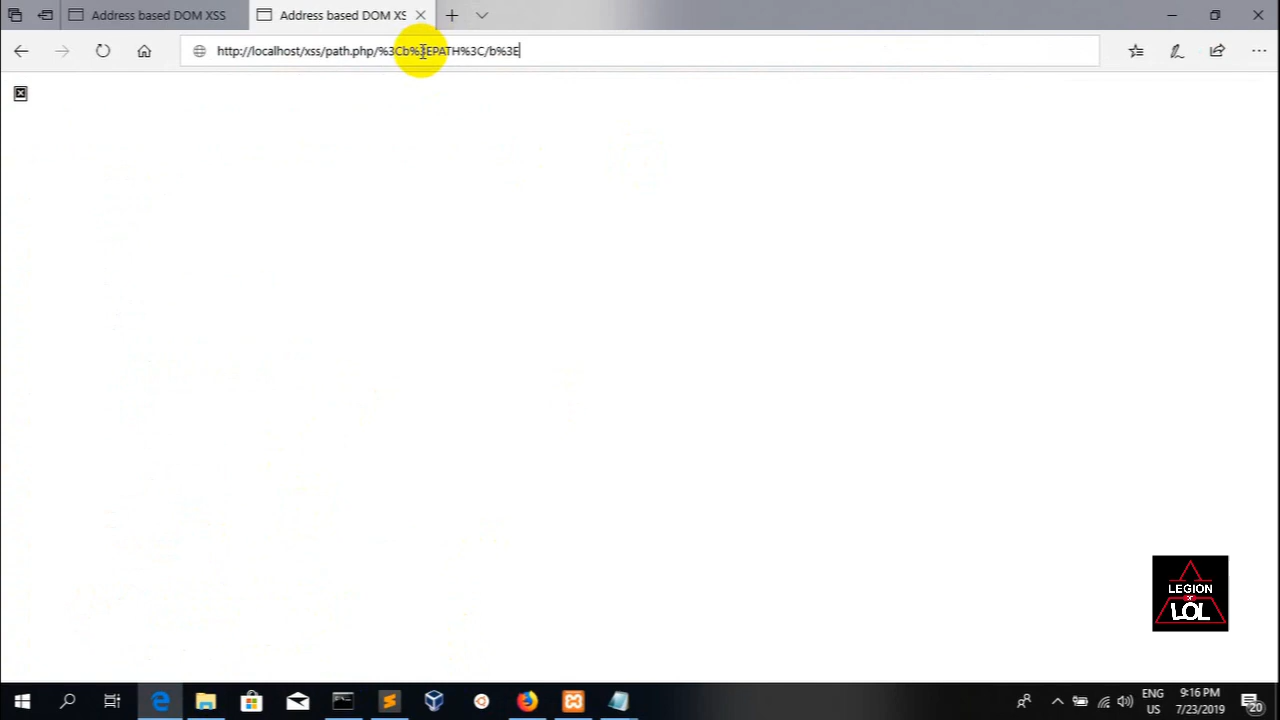 Address based DOM XSS
Address based DOM XS
http://localhost/xss/path.php/%3Cb%3EPATH%3C/b%3E
LEGION
OF
LOL
ENG
US
9:16 PM
7/23/2019
20